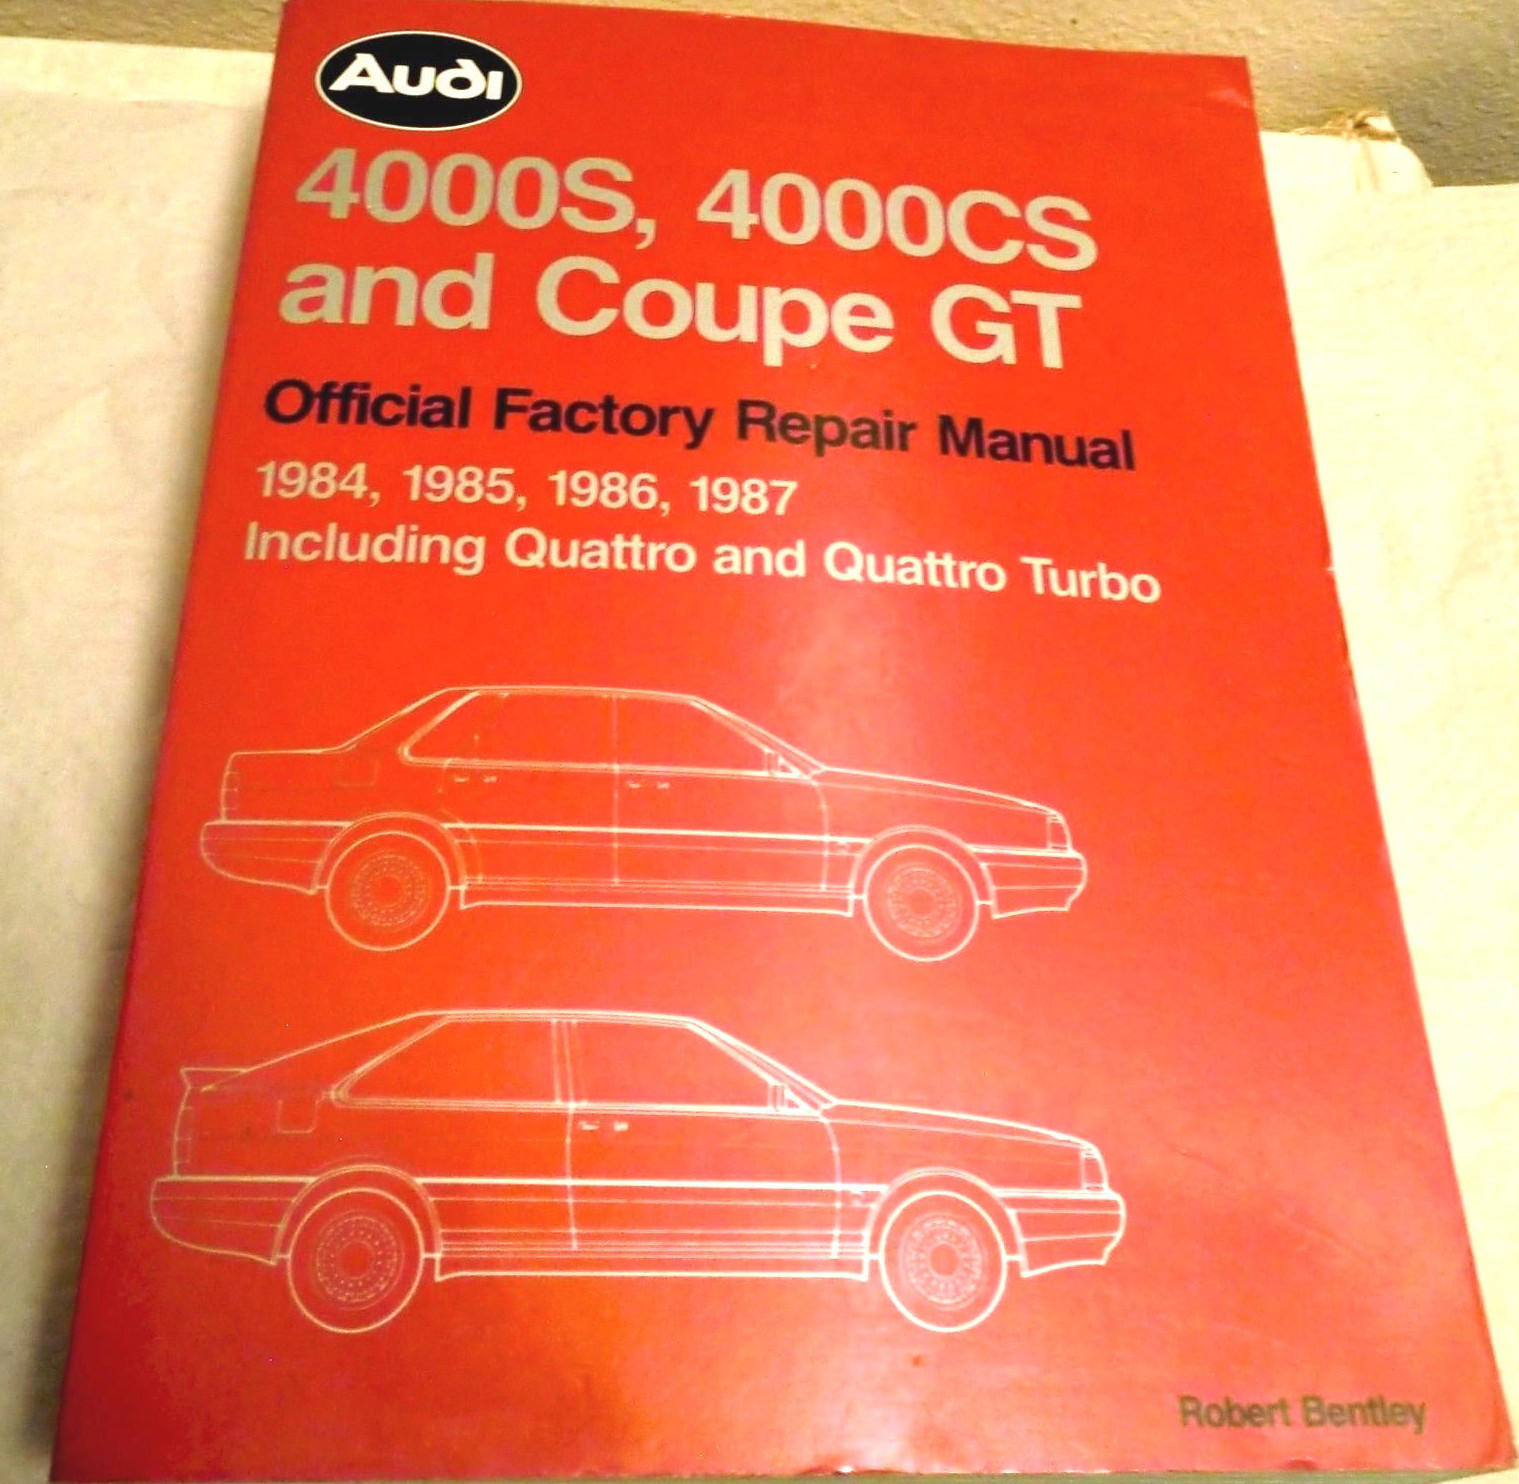 Audi
4000S, 4000CS
and Coupe GT
Official Factory Repair Manual
1984, 1985, 1986, 1987
Including Quattro and Quattro Turbo
Robert Bentley